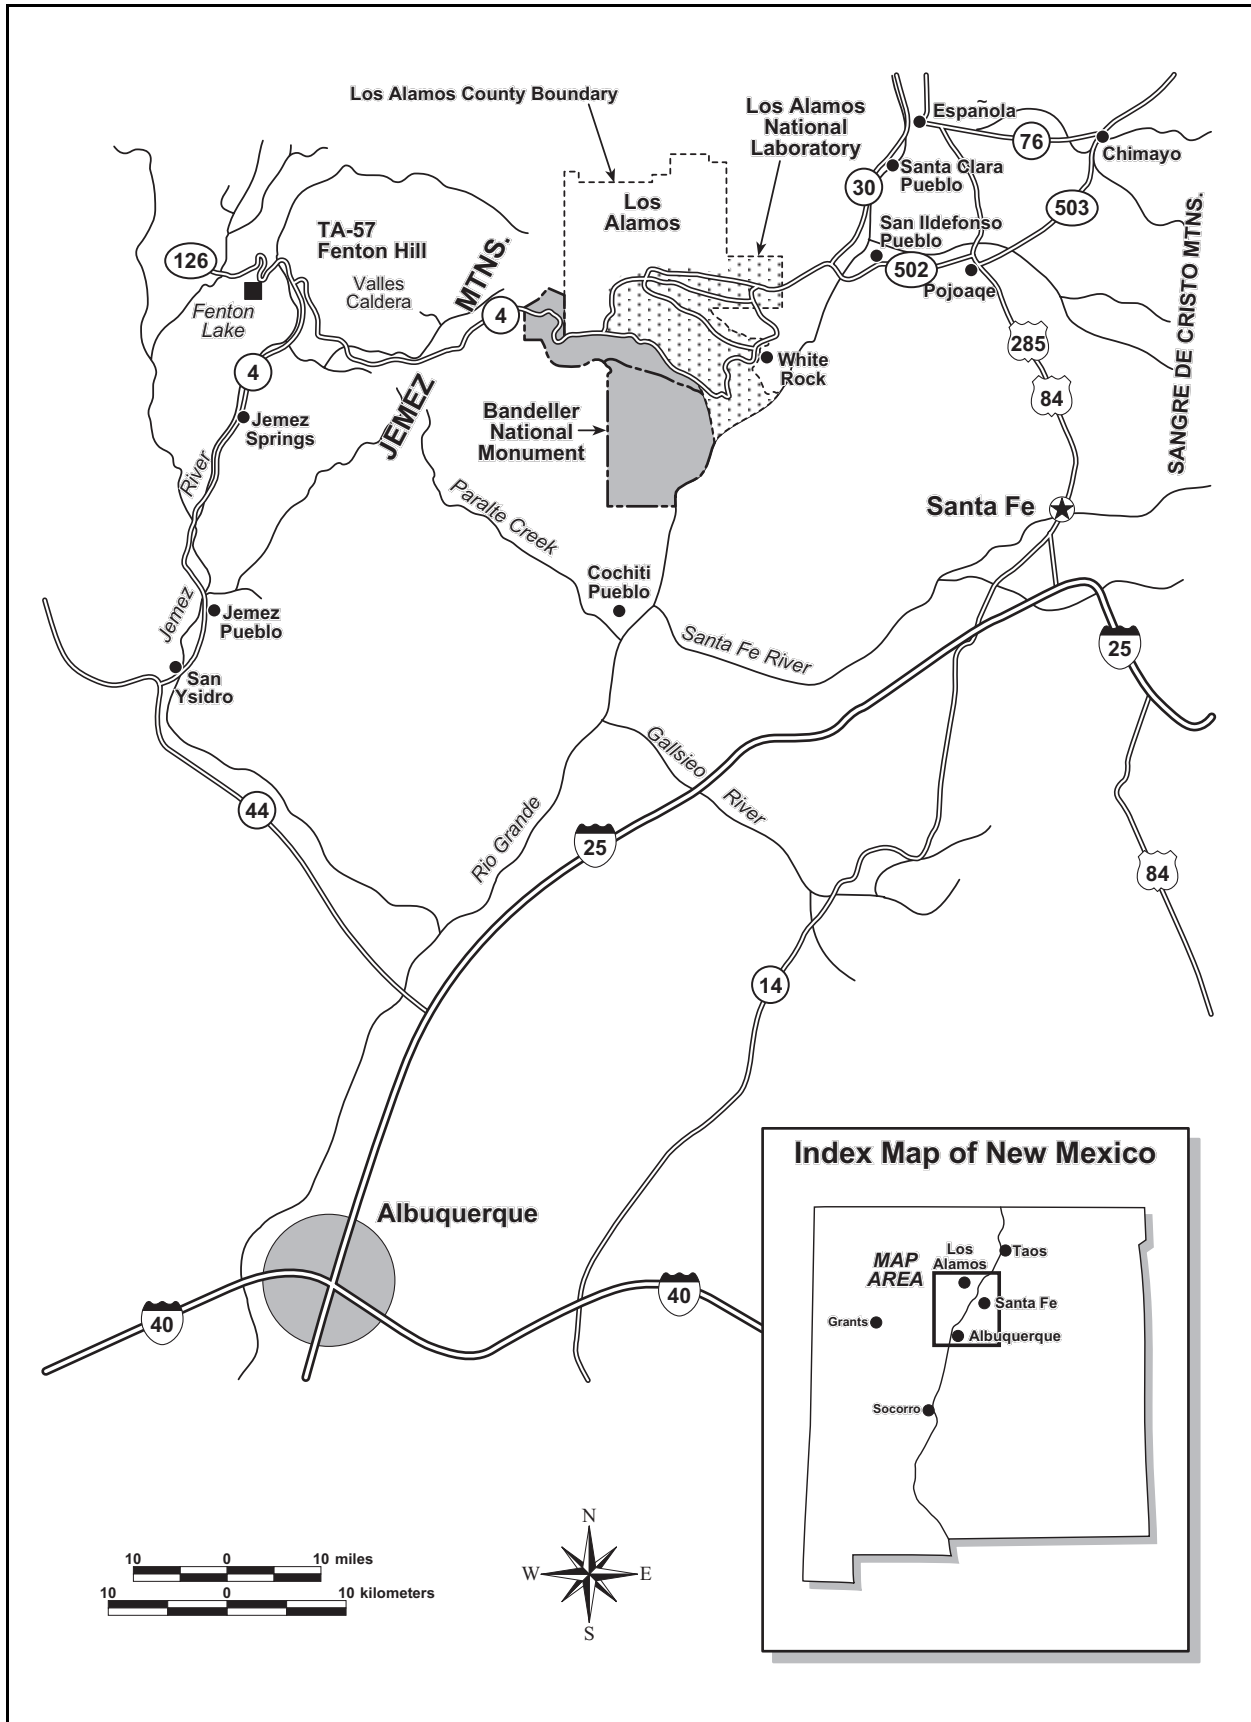 Los Alamos County Boundary
Los Alamos
National
Laboratory
Española
76
Chimayo
Santa Clara
Pueblo
30
503
Los
Alamos
San Ildefonso
Pueblo
502
Pojoaqe
TA-57
Fenton Hill
126
Valles
Caldera
Fenton
Lake
MTNS.
JEMEZ
4
4
SANGRE DE CRISTO MTNS.
285
84
White
Rock
Jemez
Springs
Bandeller
National
Monument
River
Jemez
Paralte Creek
Santa Fe
Cochiti
Pueblo
Jemez
Pueblo
Santa Fe River
25
San
Ysidro
Gallsieo
River
44
Rio Grande
25
84
14
Albuquerque
40
40
Index Map of New Mexico
MAP
AREA
Los
Alamos
Taos
Santa Fe
Grants
Albuquerque
Socorro
N
W
E
S
10 0 10 miles
10 0 10 kilometers